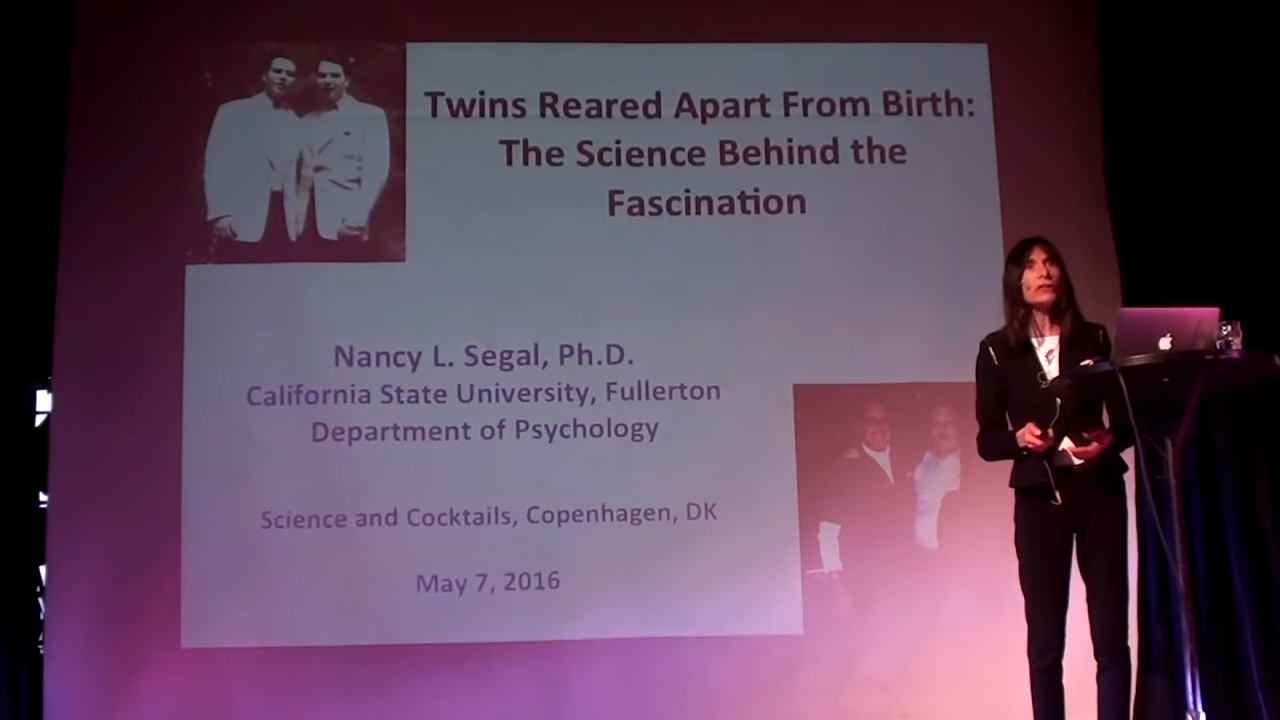 Twins Reared Apart From Birth:
The Science Behind the
Fascination
Nancy L. Segal, Ph.D.
California State University, Fullerton
Department of Psychology
Science and Cocktails, Copenhagen, DK
May 7, 2016